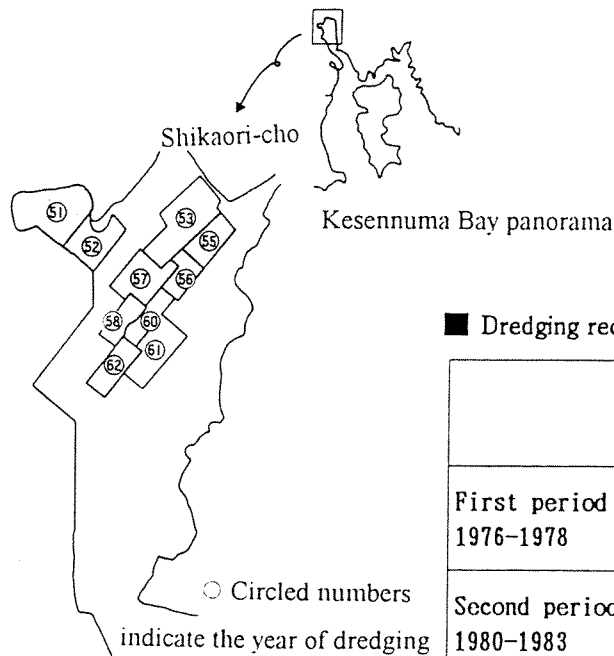 Shikaori-cho
Kesennuma Bay panorama
51
52
53
55
57
56
58
60
61
62
■ Dredging rec
First period
1976-1978
Second period
1980-1983
○ Circled numbers
indicate the year of dredging